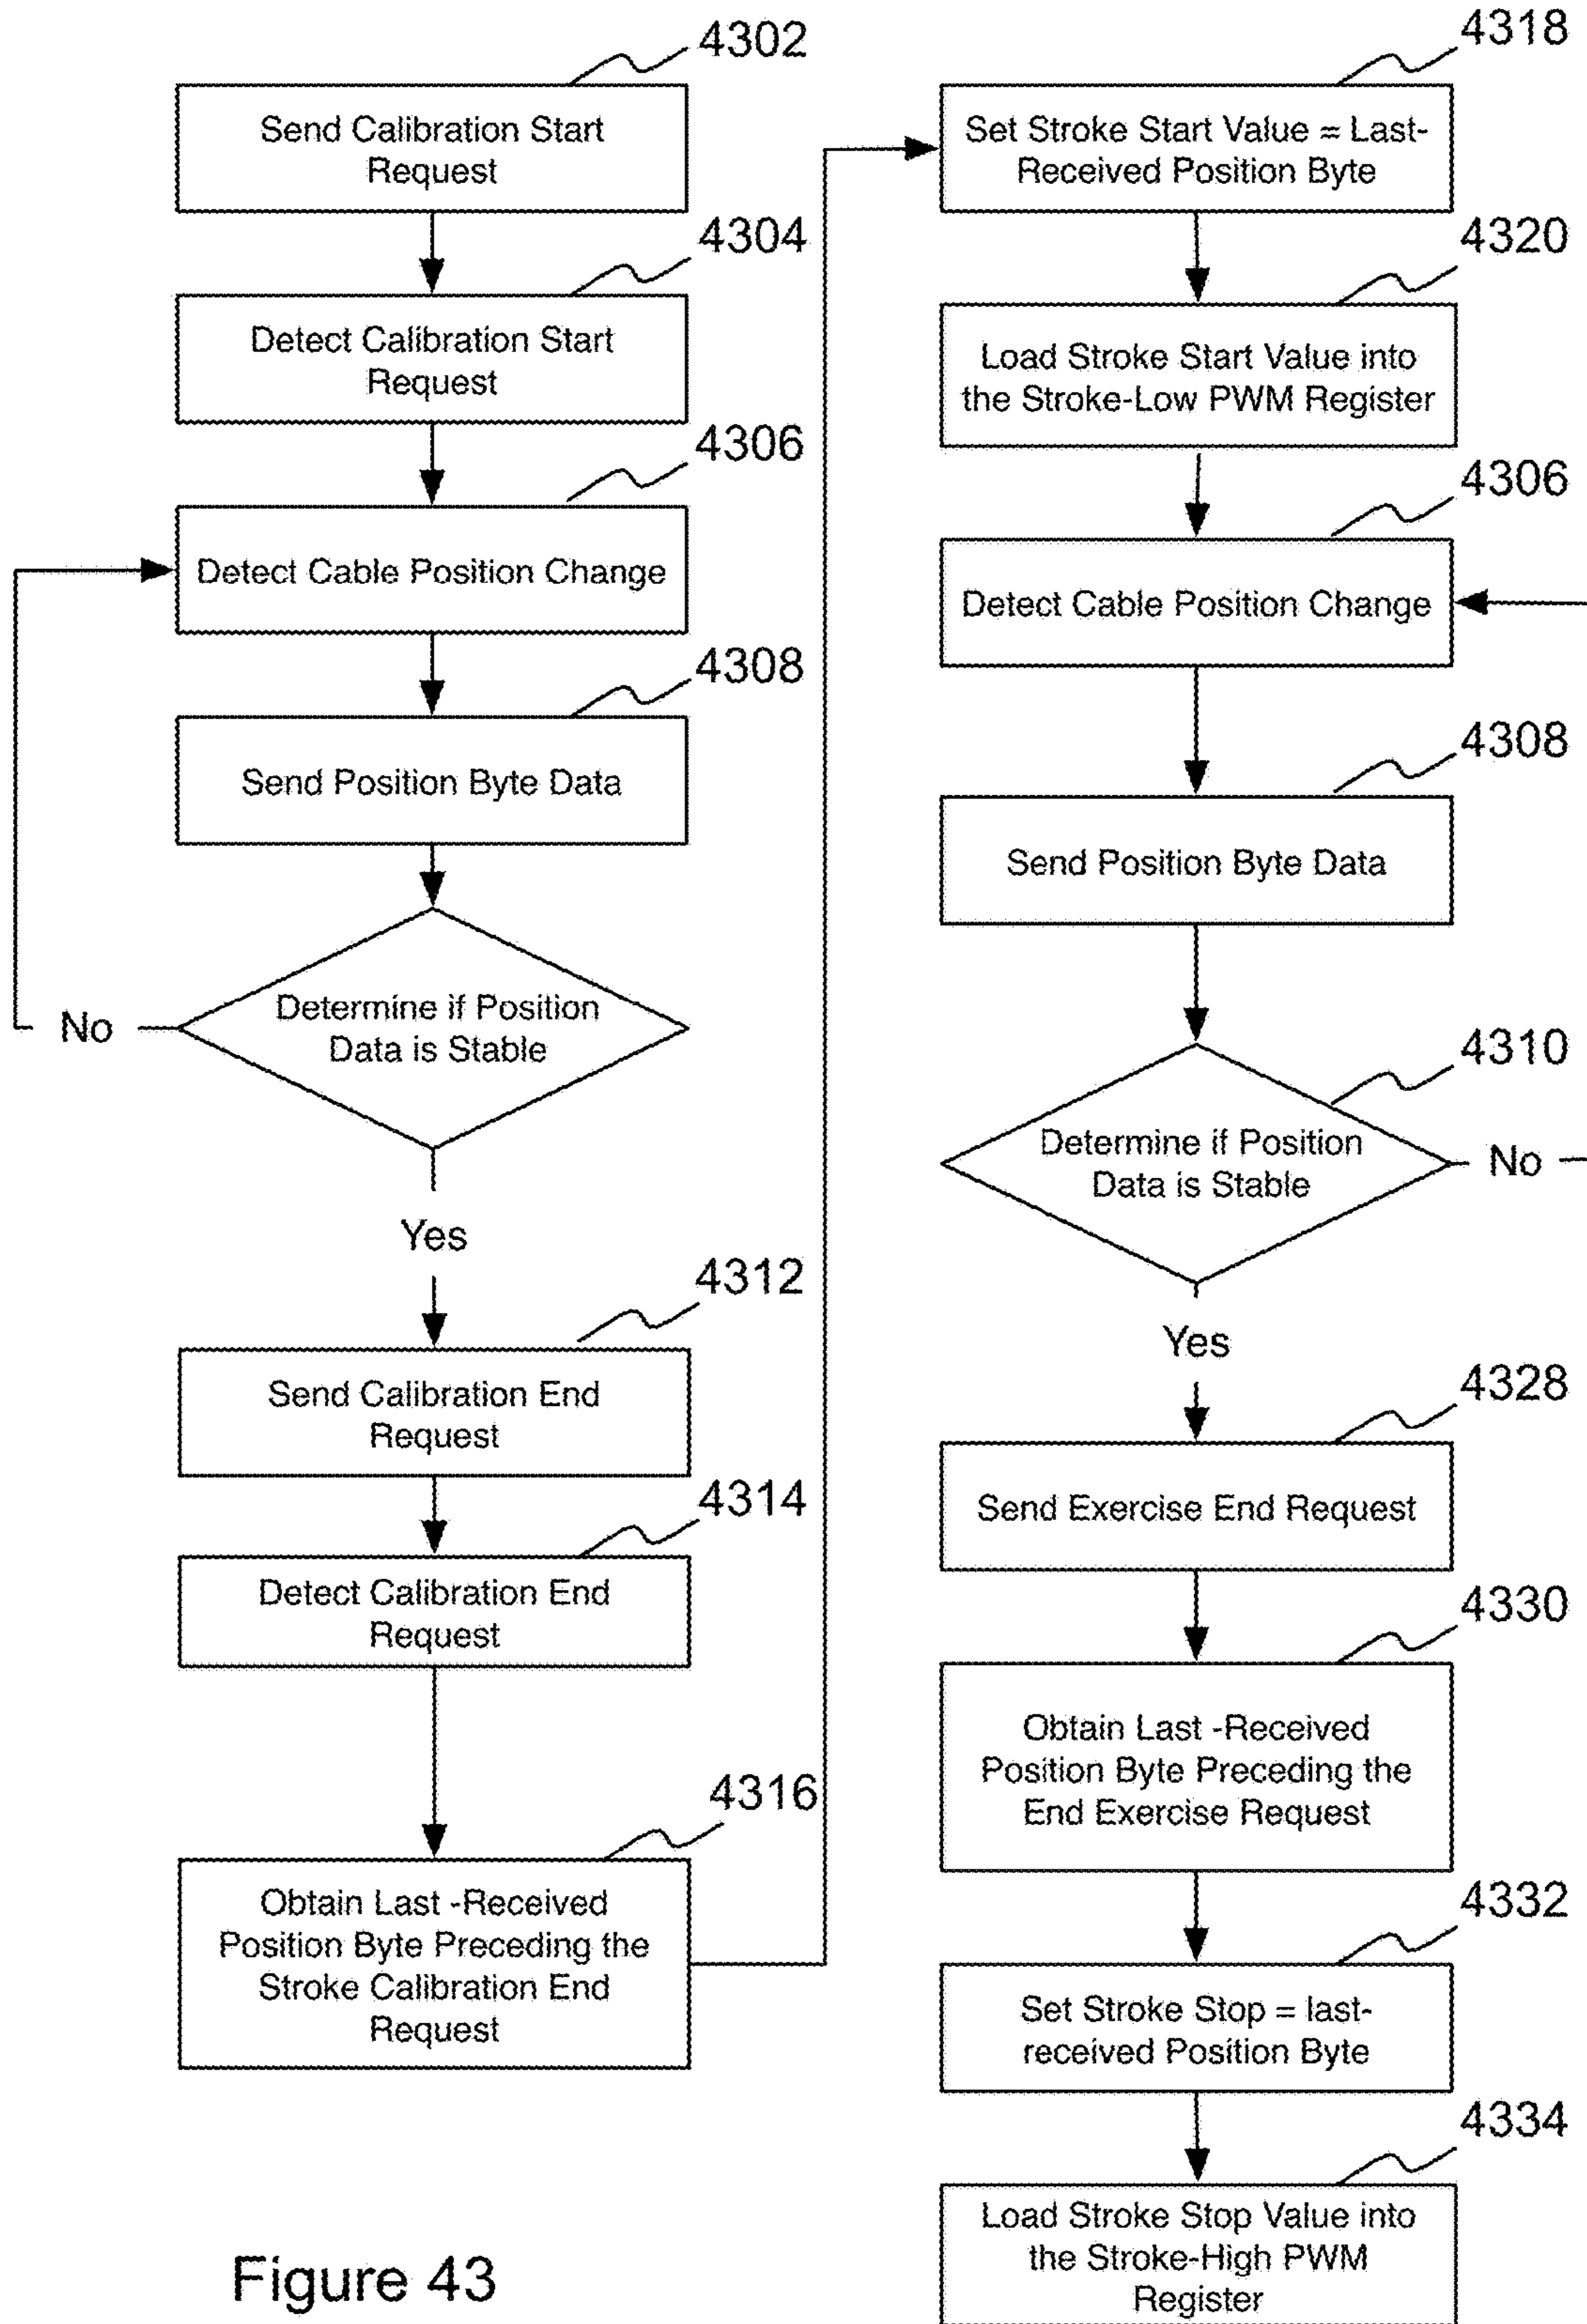 4302
Send Calibration Start
Request
4304
Detect Calibration Start
Request
4306
Detect Cable Position Change
4308
Send Position Byte Data
Determine if Position
Data is Stable
No
Yes
4312
Send Calibration End
Request
4314
Detect Calibration End
Request
4316
Obtain Last -Received
Position Byte Preceding the
Stroke Calibration End
Request
4318
Set Stroke Start Value = Last-
Received Position Byte
4320
Load Stroke Start Value into
the Stroke-Low PWM Register
4306
Detect Cable Position Change
4308
Send Position Byte Data
4310
Determine if Position
Data is Stable
No
Yes
4328
Send Exercise End Request
4330
Obtain Last -Received
Position Byte Preceding the
End Exercise Request
4332
Set Stroke Stop = last-
received Position Byte
4334
Load Stroke Stop Value into
the Stroke-High PWM
Register
Figure 43